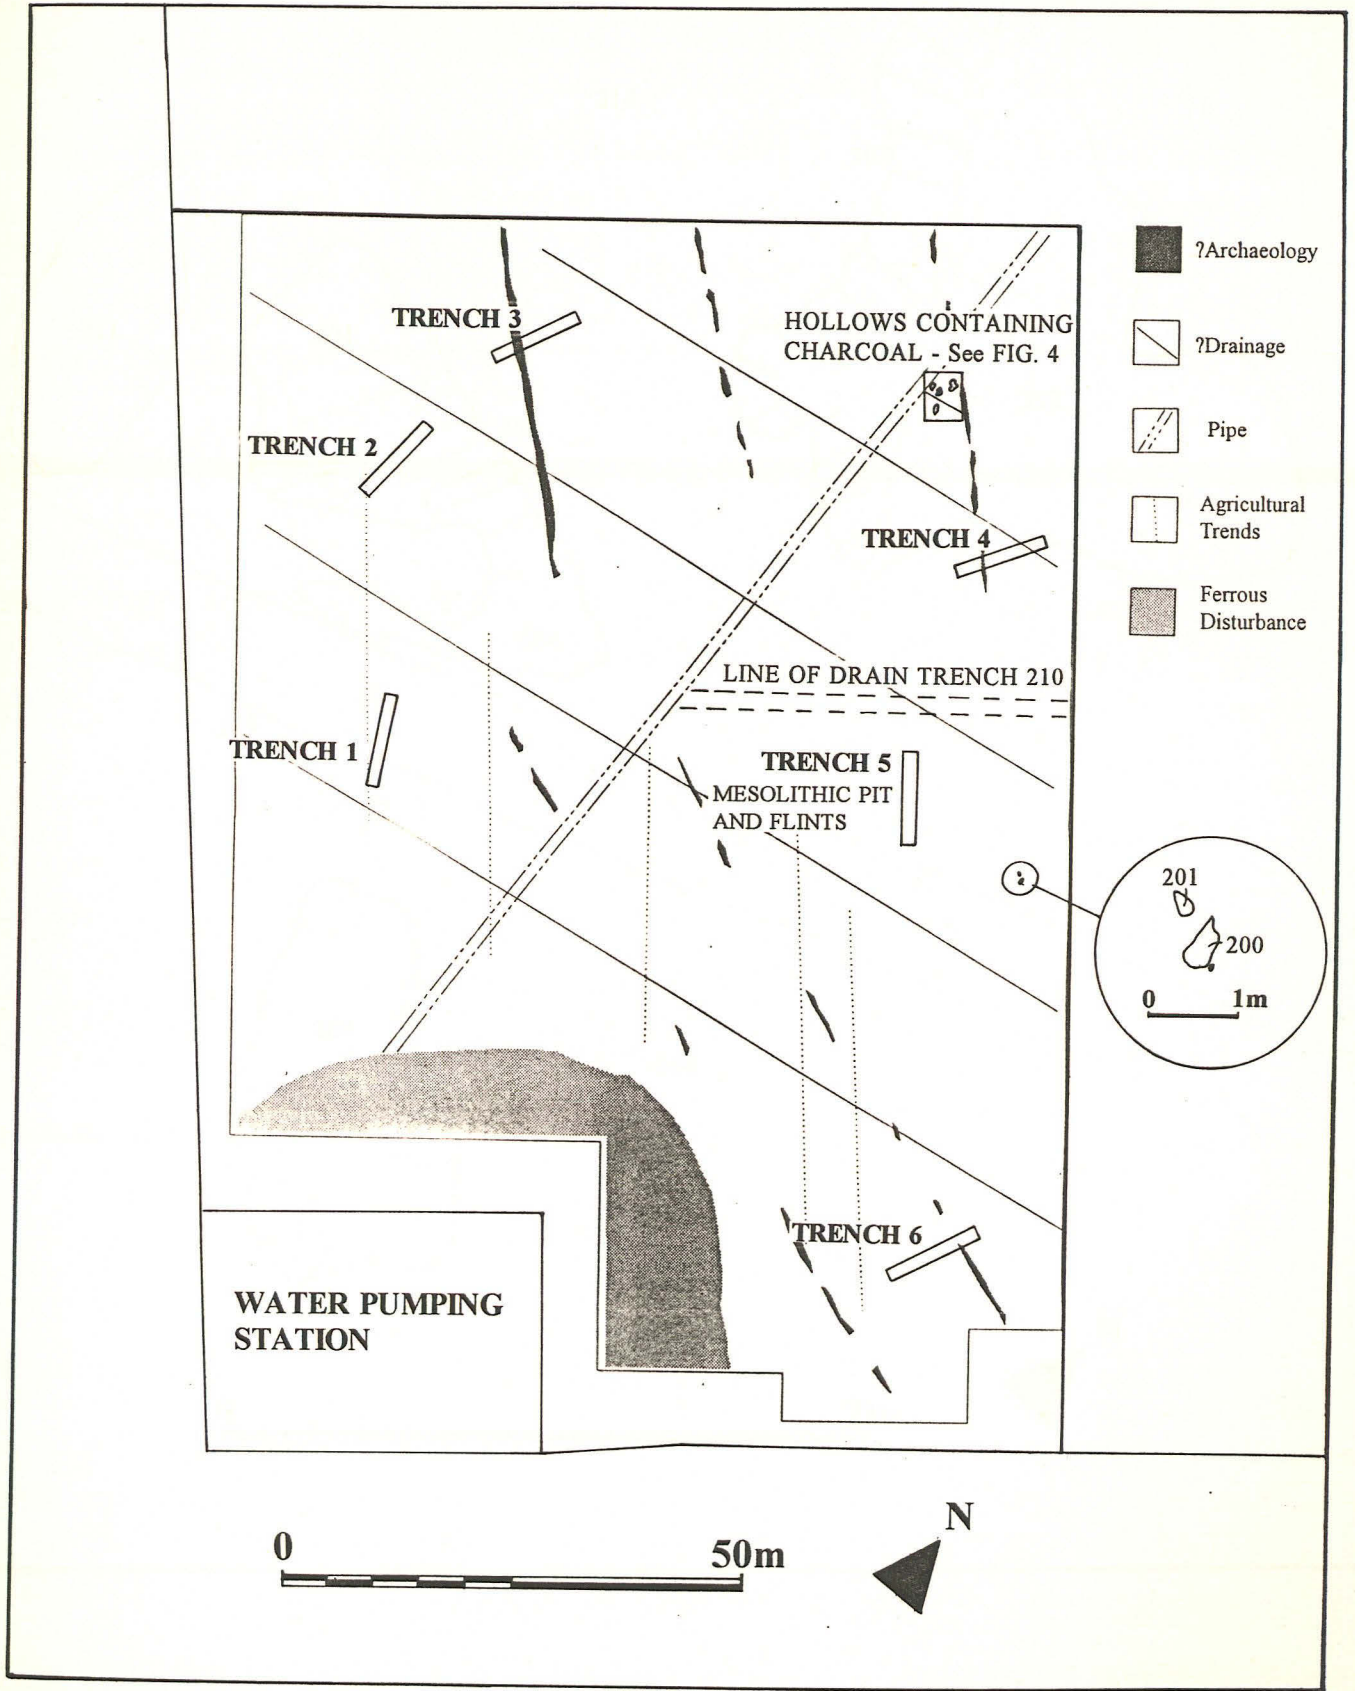 ?Archaeology
TRENCH 3
HOLLOWS CONTAINING
CHARCOAL - See FIG. 4
?Drainage
TRENCH 2
Pipe
Agricultural
Trends
TRENCH 4
Ferrous
Disturbance
LINE OF DRAIN TRENCH 210
TRENCH 1
TRENCH 5
MESOLITHIC PIT
AND FLINTS
201
200
0 1m
TRENCH 6
WATER PUMPING
STATION
N
0 50m